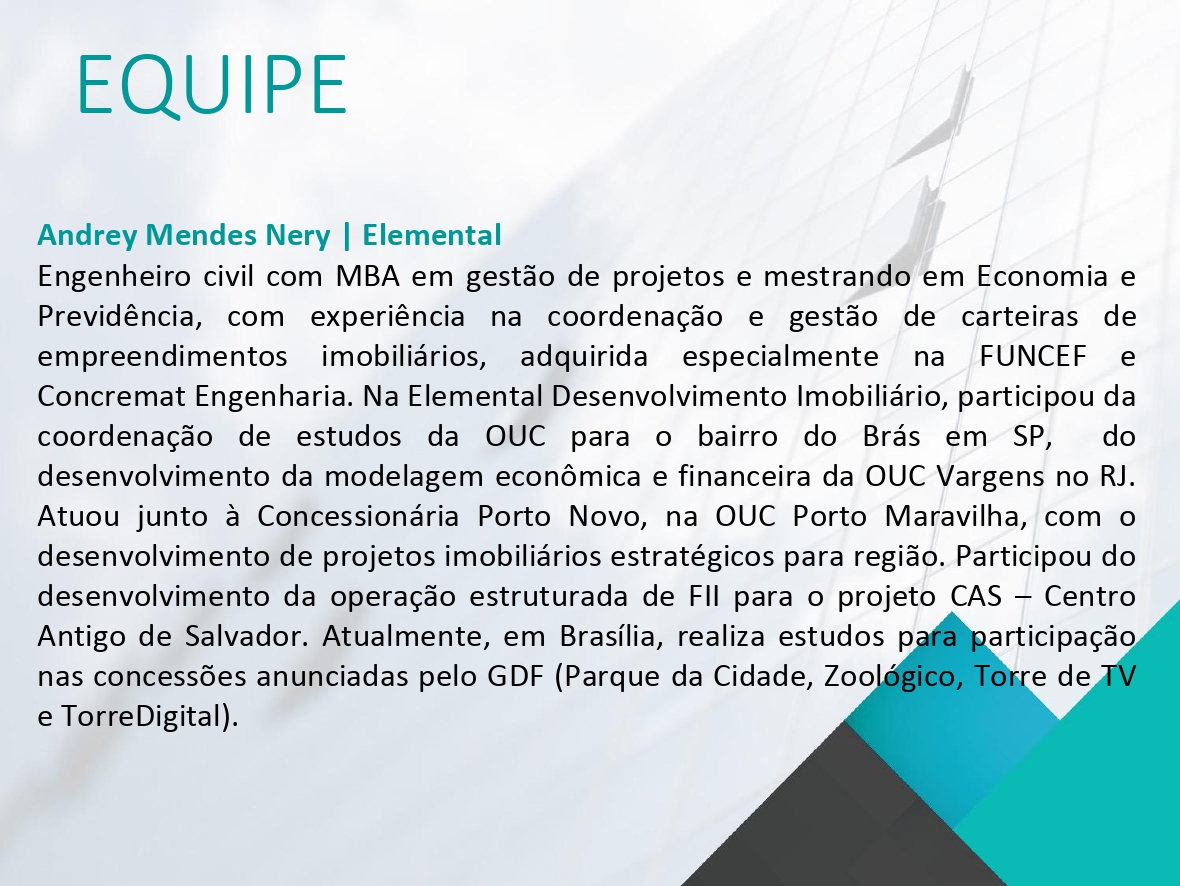 EQUIPE
Andrey Mendes Nery | Elemental
Engenheiro civil com MBA em gestão de projetos e mestrando em Economia e
Previdência, com experiência na coordenação e gestão de carteiras de
empreendimentos imobiliários, adquirida especialmente na FUNCEF e
Concremat Engenharia. Na Elemental Desenvolvimento Imobiliário, participou da
coordenação de estudos da OUC para o bairro do Brás em SP, do
desenvolvimento da modelagem econômica e financeira da OUC Vargens no RJ.
Atuou junto à Concessionária Porto Novo, na OUC Porto Maravilha, com o
desenvolvimento de projetos imobiliários estratégicos para região. Participou do
desenvolvimento da operação estruturada de FII para o projeto CAS – Centro
Antigo de Salvador. Atualmente, em Brasília, realiza estudos para participação
nas concessões anunciadas pelo GDF (Parque da Cidade, Zoológico, Torre de TV
e TorreDigital).